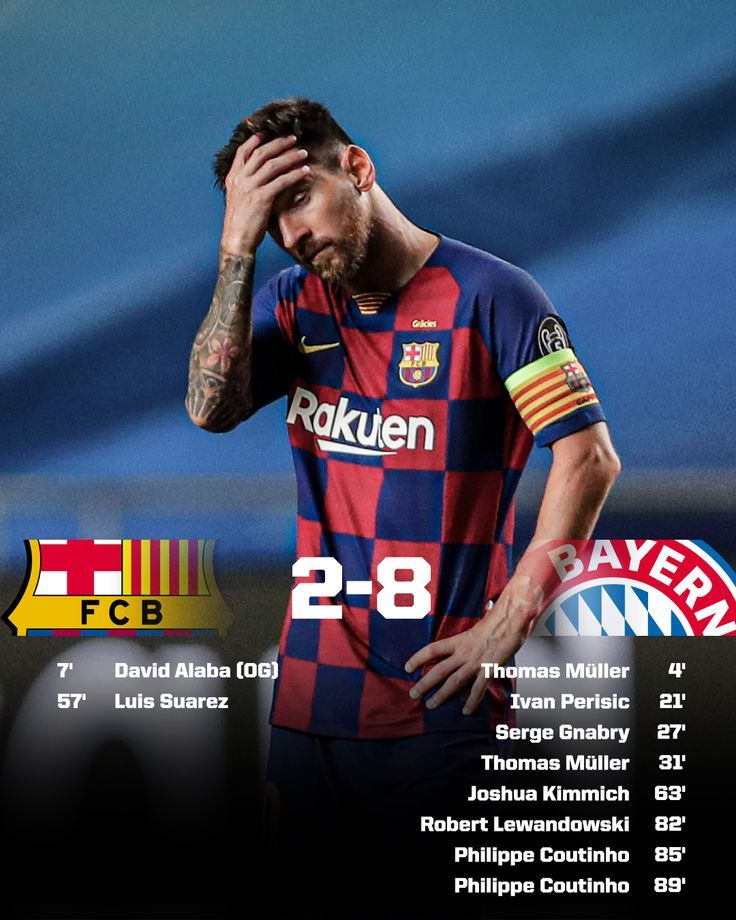 Gràcies
FCB
Rakuten
FCB
2-8
BAYERN
7' David Alaba (OG)
57' Luis Suarez
Thomas Müller 4'
Ivan Perisic 21'
Serge Gnabry 27'
Thomas Müller 31'
Joshua Kimmich 63'
Robert Lewandowski 82'
Philippe Coutinho 85'
Philippe Coutinho 89'